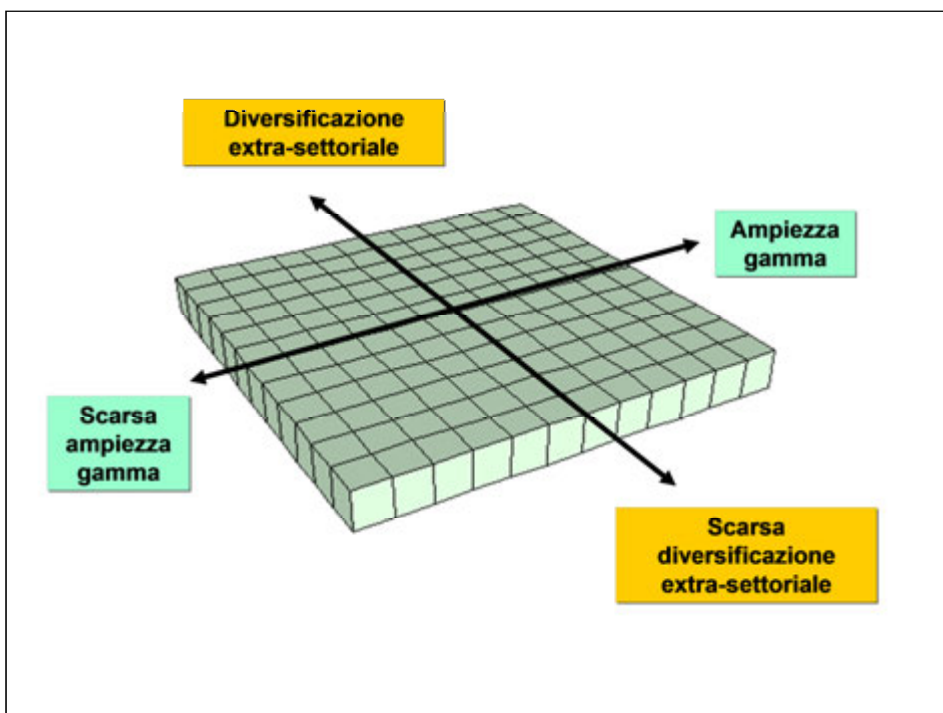 Diversificazione
extra-settoriale
Ampiezza
gamma
Scarsa
ampiezza
gamma
Scarsa
diversificazione
extra-settoriale